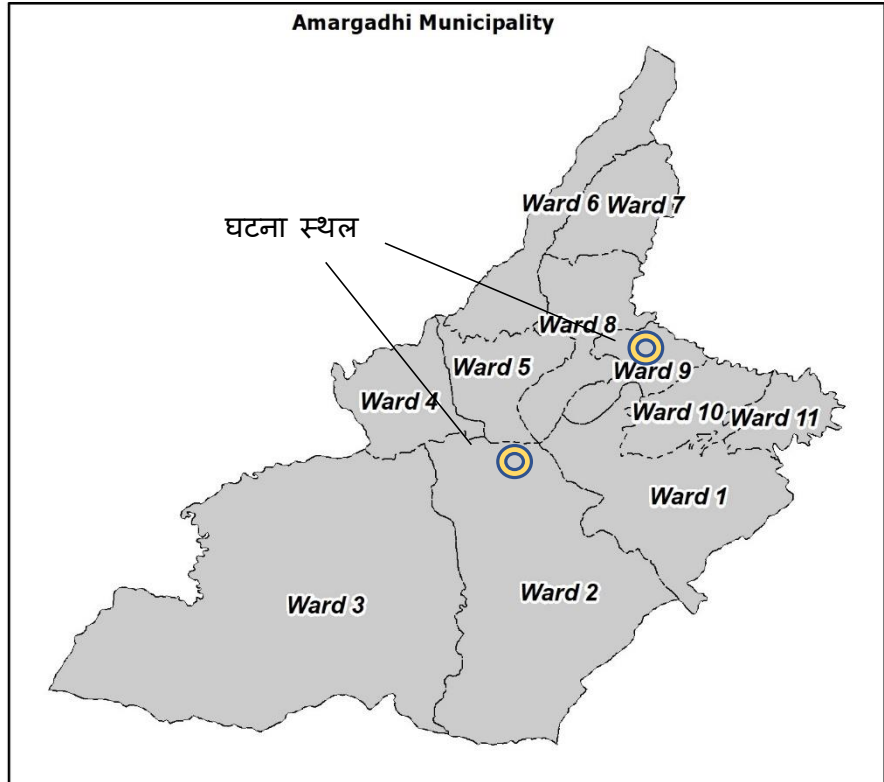 Amargadhi Municipality
Ward 6
Ward 7
घटना स्थल
Ward 8
Ward 5
Ward 9
Ward 4
Ward 10
Ward 11
Ward 1
Ward 2
Ward 3